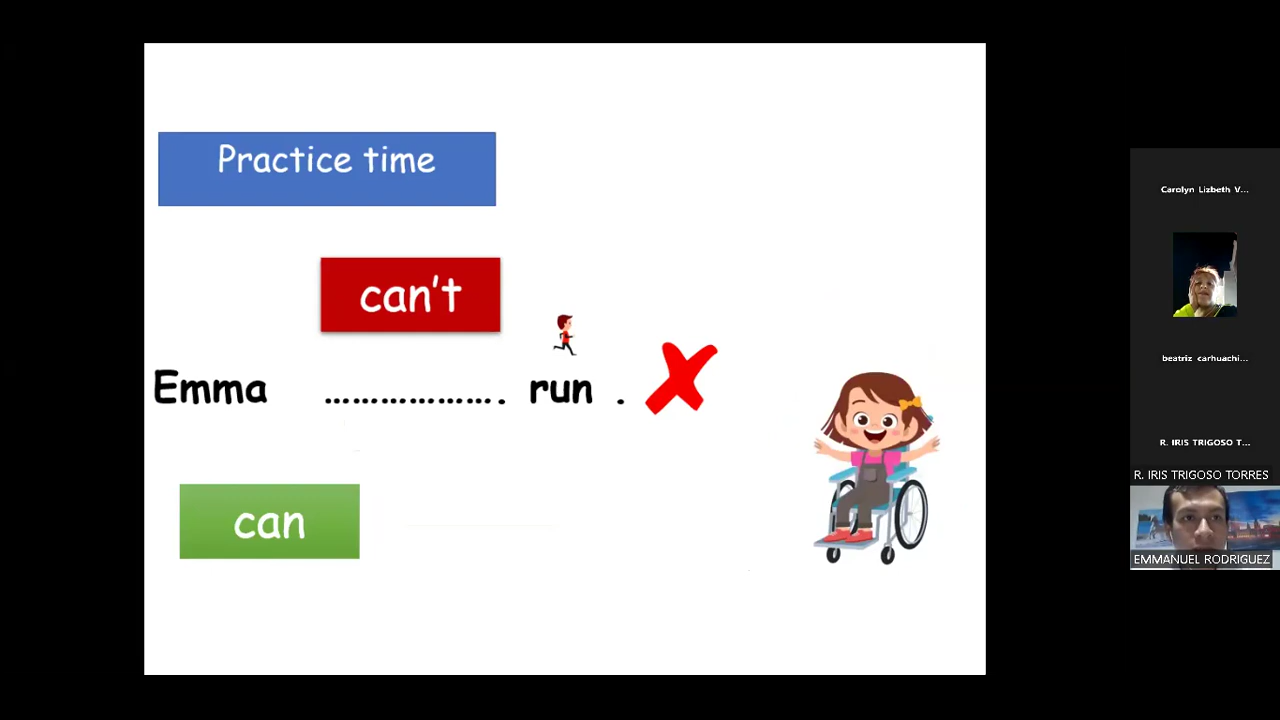 Practice time
can't
Emma ………………. run .
can
Carolyn Lizbeth V...
beatriz carhuachi...
R. IRIS TRIGOSO T...
R. IRIS TRIGOSO TORRES
EMMANUEL RODRIGUEZ